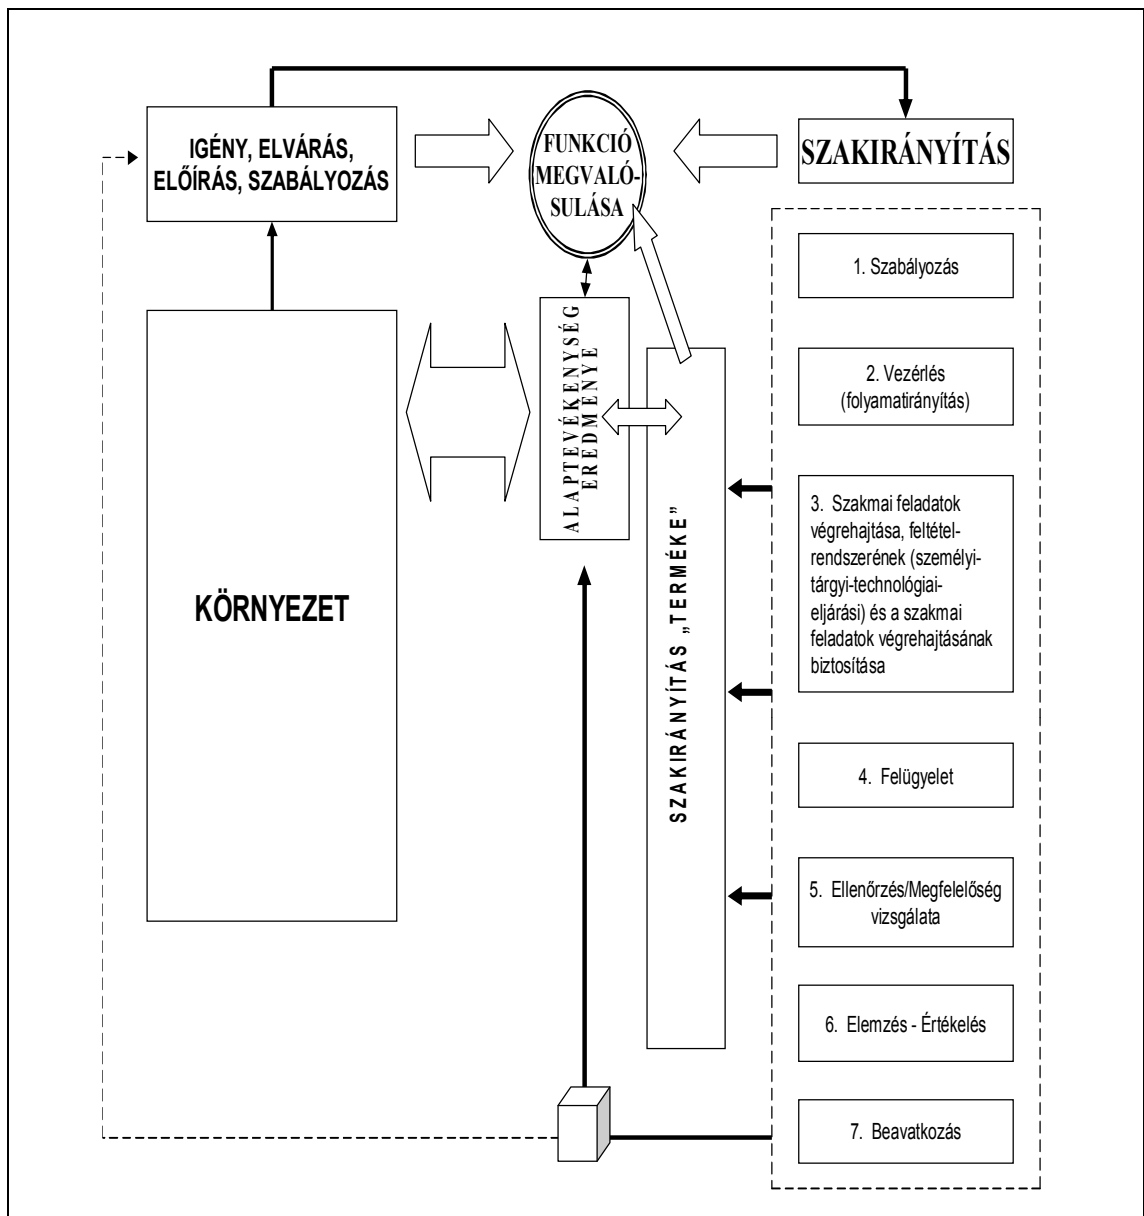 IGÉNY, ELVÁRÁS,
ELŐÍRÁS, SZABÁLYOZÁS
FUNKCIÓ
MEGVALÓ-
SULÁSA
SZAKIRÁNYÍTÁS
KÖRNYEZET
ALAPTEVÉKENYSÉG
EREDMÉNYE
SZAKIRÁNYÍTÁS „TERMÉKE”
1. Szabályozás
2. Vezérlés
(folyamatirányítás)
3. Szakmai feladatok
végrehajtása, feltétel-
rendszerének (személyi-
tárgyi-technológiai-
eljárási) és a szakmai
feladatok végrehajtásának
biztosítása
4. Felügyelet
5. Ellenőrzés/Megfelelőség
vizsgálata
6. Elemzés - Értékelés
7. Beavatkozás